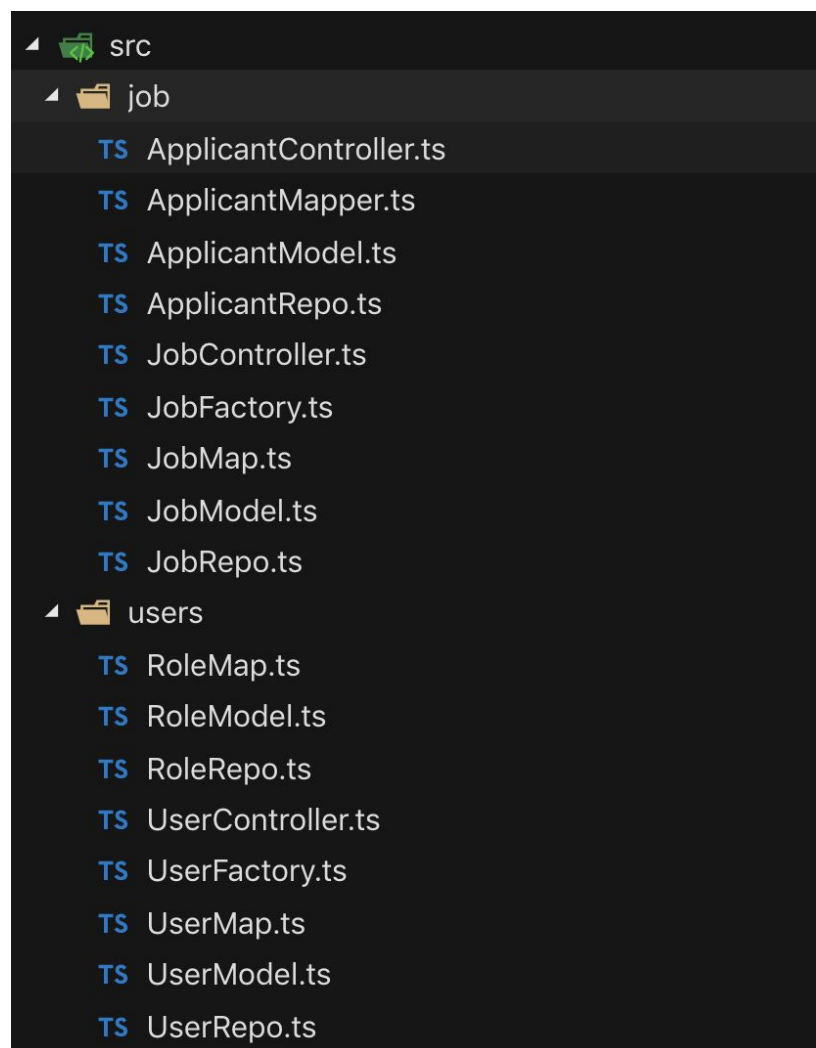 src
job
TS ApplicantController.ts
TS ApplicantMapper.ts
TS ApplicantModel.ts
TS ApplicantRepo.ts
TS JobController.ts
TS JobFactory.ts
TS JobMap.ts
TS JobModel.ts
TS JobRepo.ts
users
TS RoleMap.ts
TS RoleModel.ts
TS RoleRepo.ts
TS UserController.ts
TS UserFactory.ts
TS UserMap.ts
TS UserModel.ts
TS UserRepo.ts